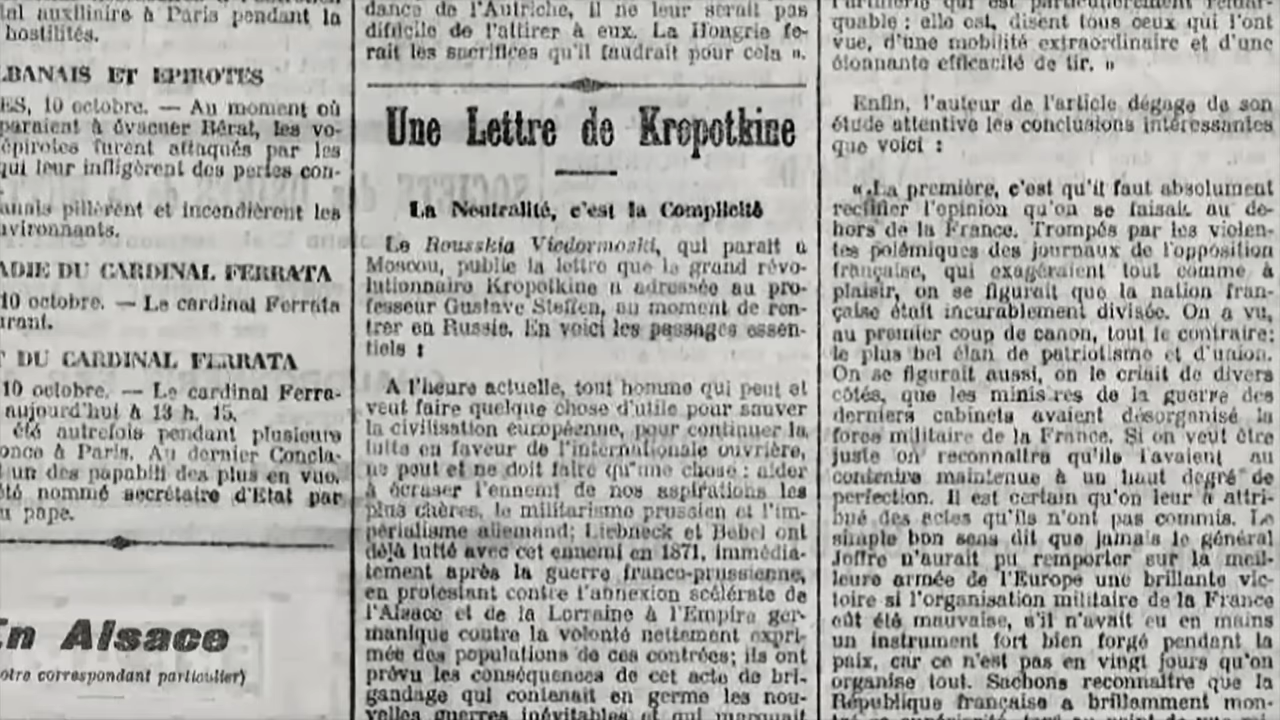 tal auxiliaire à Paris pendant la
hostilités.
BANAIS ET EPIROTES
ES, 10 octobre. — Au moment où
paraient à évacuer Bérat, les vo-
épirotes furent attaqués par les
qui leur infligèrent des pertes con-
anais pillèrent et incendièrent les
nvironnants.
ADIE DU CARDINAL FERRATA
10 octobre. — Le cardinal Ferrata
urant.
T DU CARDINAL FERRATA
10 octobre. — Le cardinal Ferra-
aujourd'hui à 13 h. 15.
été autrefois pendant plusieurs
once à Paris. Au dernier Concla-
l un des papabili des plus en vue.
été nommé secrétaire d'Etat par
u pape.
En Alsace
otre correspondant particulier)
dance de l'Autriche, il ne leur serait pas
difficile de l'attirer à eux. La Hongrie fe-
rait les sacrifices qu'il faudrait pour cela ».
Une Lettre de Kropotkine
La Neutralité, c'est la Complicité
Le Rousskia Viedormoski, qui parait à
Moscou, publie la lettre que le grand révo-
lutionnaire Kropotkine a adressée au pro-
fesseur Gustave Steffen, au moment de ren-
trer en Russie. En voici les passages essen-
tiels :
A l'heure actuelle, tout homme qui peut et
veut faire quelque chose d'utile pour sauver
la civilisation européenne, pour continuer la
lutte en faveur de l'internationale ouvrière,
ne peut et ne doit faire qu'une chose : aider
à écraser l'ennemi de nos aspirations les
plus chères, le militarisme prussien et l'im-
périalisme allemand; Liebneck et Bebel ont
déjà lutté avec cet ennemi en 1871, immédia-
tement après la guerre franco-prussienne,
en protestant contre l'annexion scélérate de
l'Alsace et de la Lorraine à l'Empire ger-
manique contre la volonté nettement expri-
mée des populations de ces contrées; ils ont
prévu les conséquences de cet acte de bri-
gandage qui contenait en germe les nou-
velles guerres inévitables et qui marquait
l'artillerie qui est particulièrement remar-
quable : elle est, disent tous ceux qui l'ont
vue, d'une mobilité extraordinaire et d'une
étonnante efficacité de tir. »
Enfin, l'auteur de l'article dégage de son
étude attentive les conclusions intéressantes
que voici :
« La première, c'est qu'il faut absolument
rectifier l'opinion qu'on se faisait au de-
hors de la France. Trompés par les violen-
tes polémiques des journaux de l'opposition
française, qui exagéraient tout comme à
plaisir, on se figurait que la nation fran-
çaise était incurablement divisée. On a vu,
au premier coup de canon, tout le contraire:
le plus bel élan de patriotisme et d'union.
On se figurait aussi, on le criait de divers
côtés, que les minis res de la guerre des
derniers cabinets avaient désorganisé la
force militaire de la France. Si on veut être
juste on reconnaîtra qu'ils l'avaient au
contraire maintenue à un haut degré de
perfection. Il est certain qu'on leur a attri-
bué des actes qu'ils n'ont pas commis. Le
simple bon sens dit que jamais le général
Joffre n'aurait pu remporter sur la meil-
leure armée de l'Europe une brillante vic-
toire si l'organisation militaire de la France
eût été mauvaise, s'il n'avait eu en mains
un instrument fort bien forgé pendant la
paix, car ce n'est pas en vingt jours qu'on
organise tout. Sachons reconnaître que la
République française a brillamment mon-